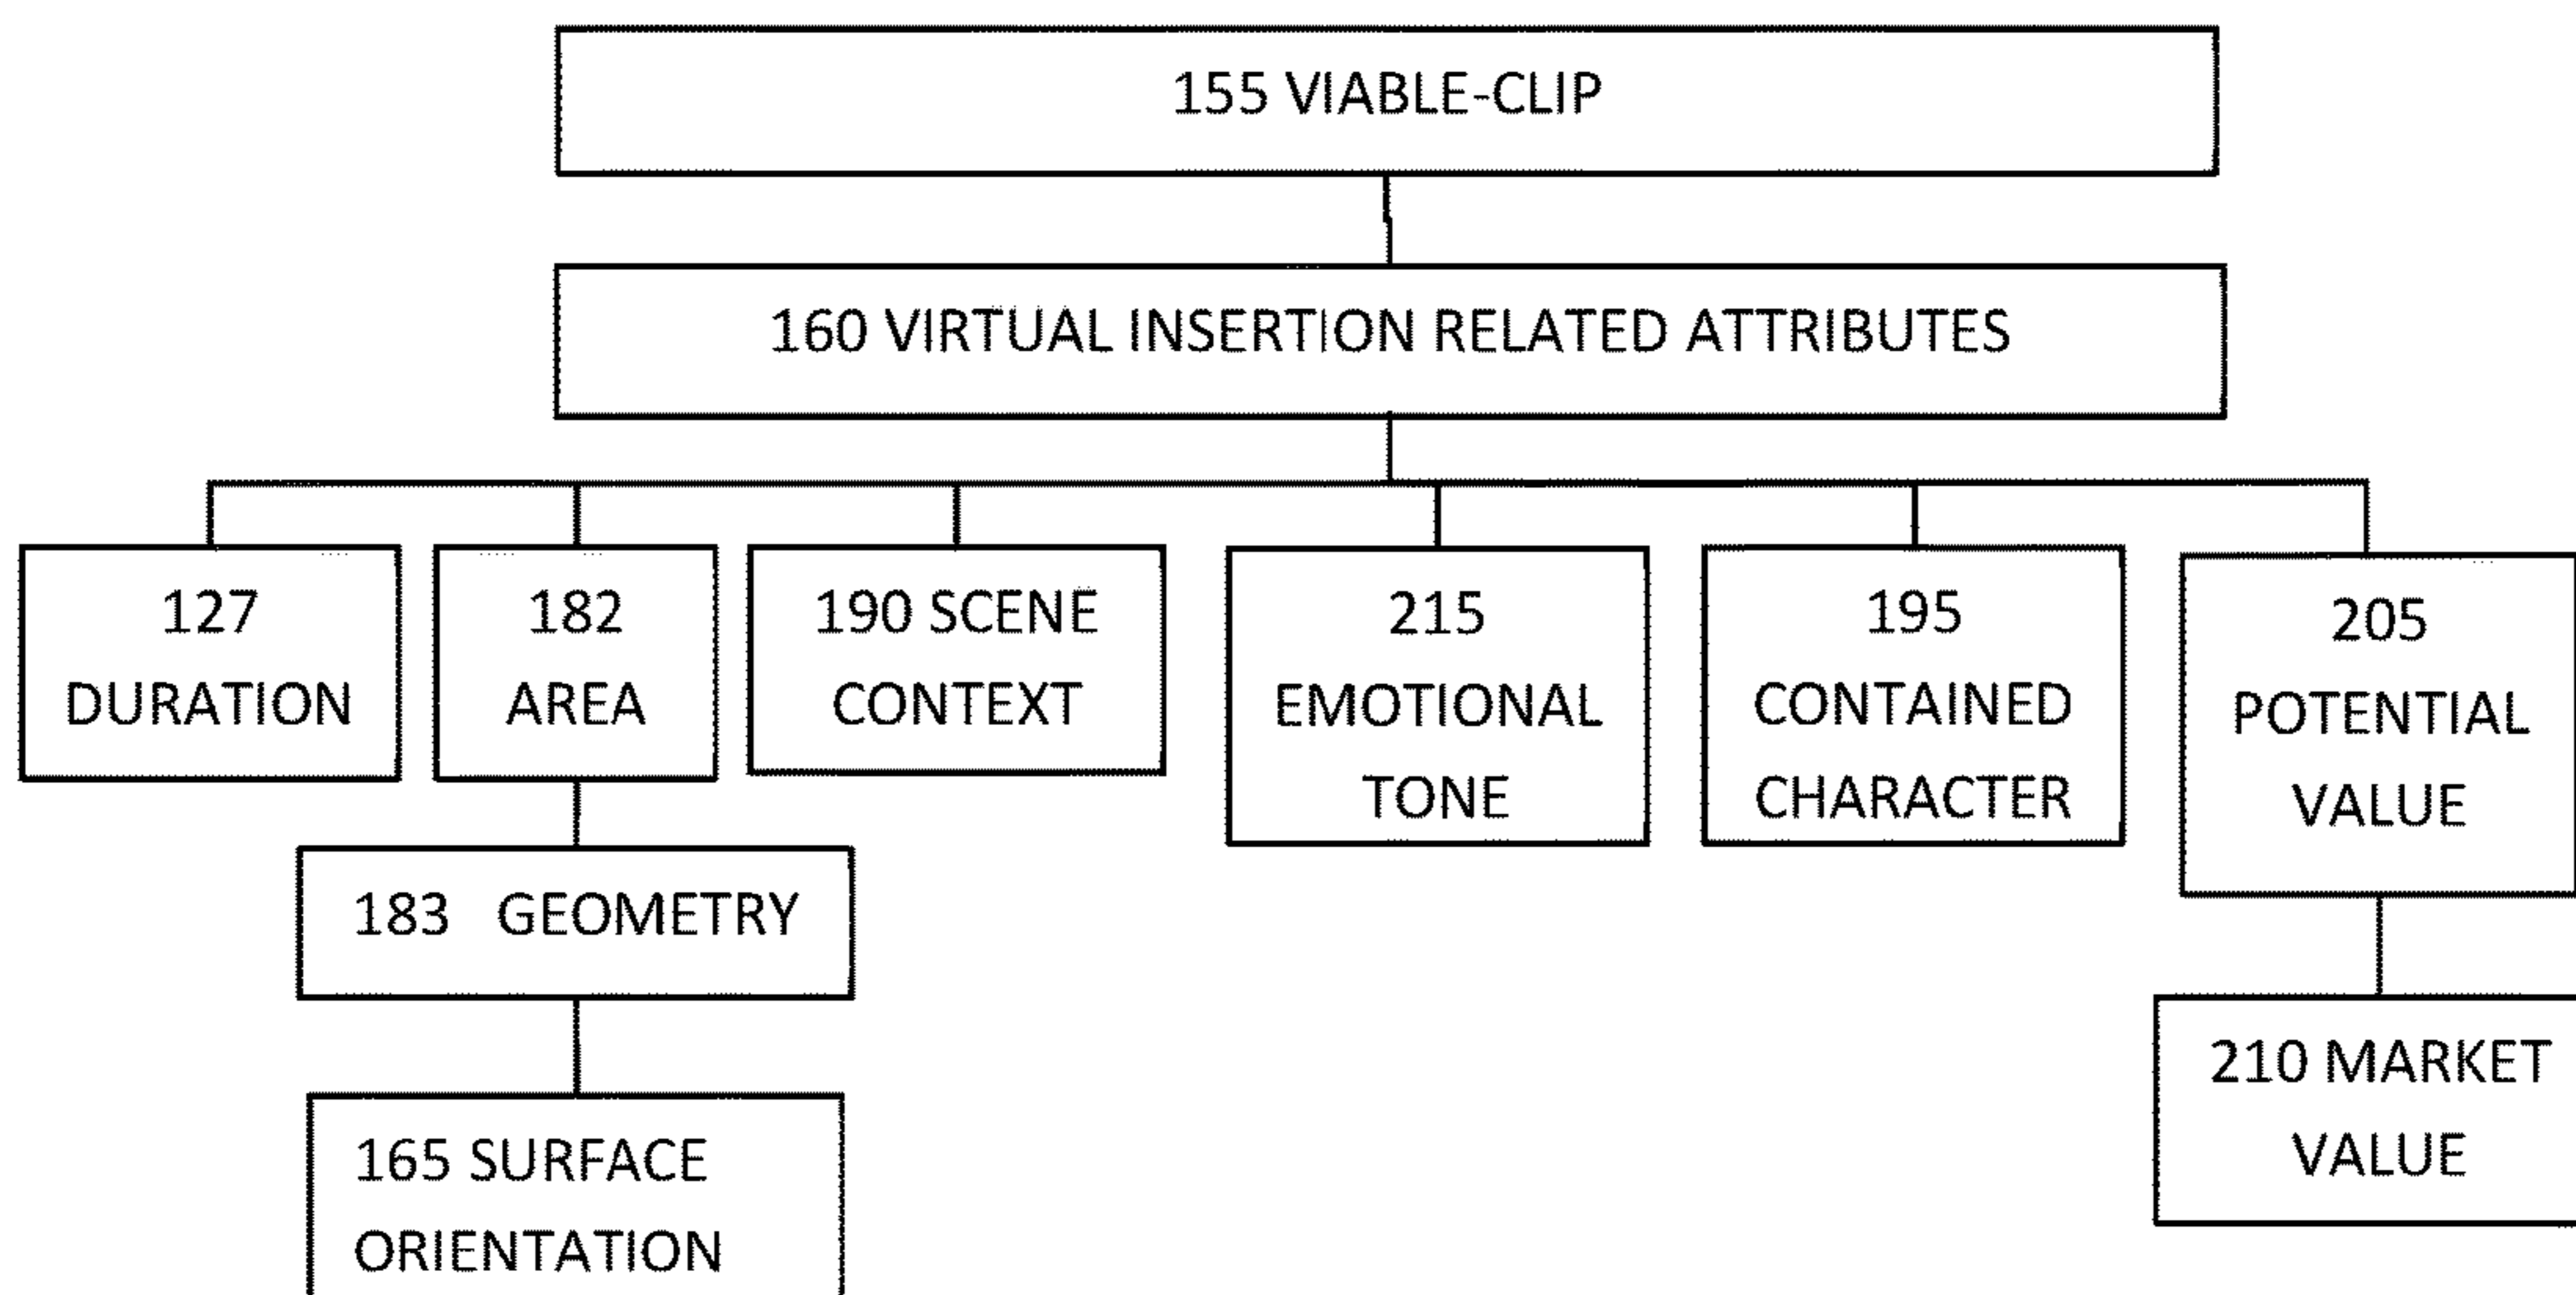 155 VIABLE-CLIP
160 VIRTUAL INSERTION RELATED ATTRIBUTES
127
DURATION
182
AREA
190 SCENE
CONTEXT
215
EMOTIONAL
TONE
195
CONTAINED
CHARACTER
205
POTENTIAL
VALUE
183 GEOMETRY
165 SURFACE
ORIENTATION
210 MARKET
VALUE